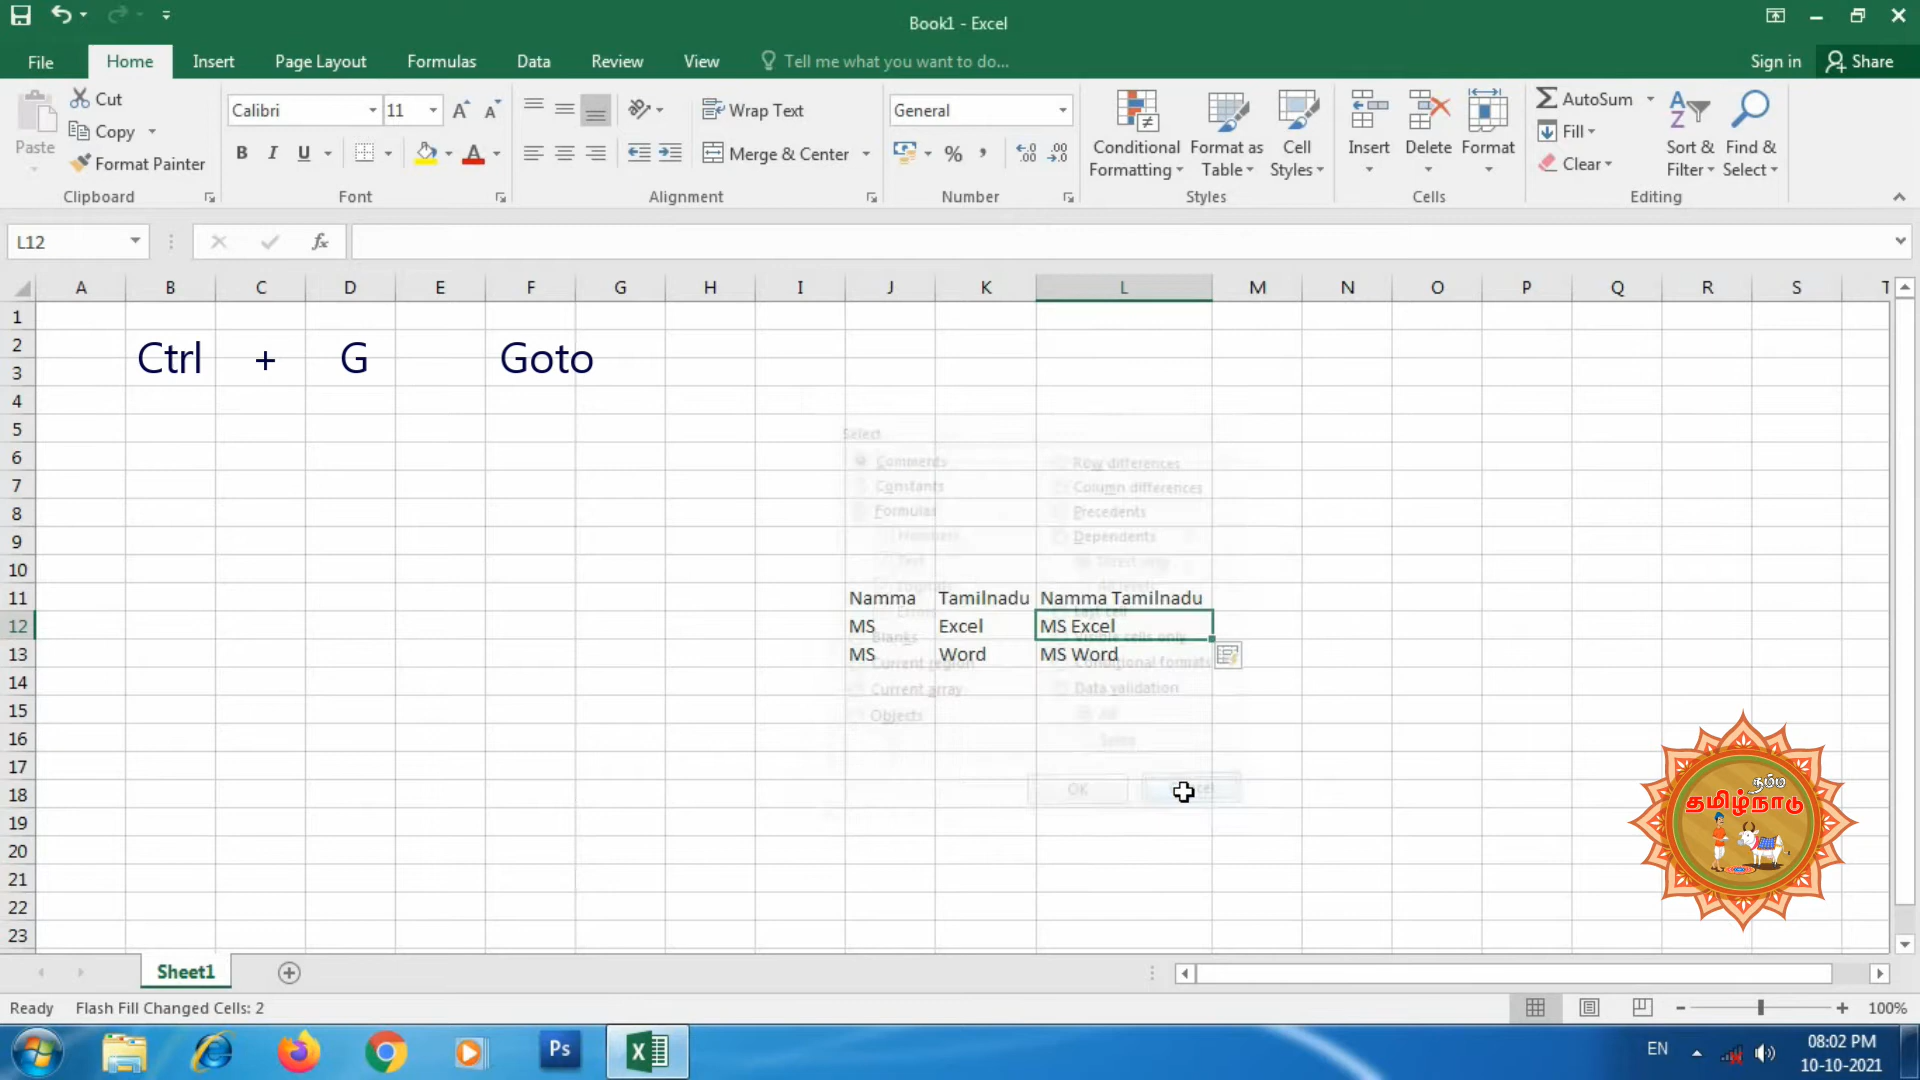 Book1 - Excel
File Home Insert Page Layout Formulas Data Review View Tell me what you want to do... Sign in Share
Paste Cut Copy Format Painter Clipboard
Calibri 11 B I U Font
Wrap Text Merge & Center Alignment
General % , Number
Conditional Formatting Format as Table Cell Styles Styles
Insert Delete Format Cells
AutoSum Fill Clear Sort & Filter Find & Select Editing
L12 fx
A B C D E F G H I J K L M N O P Q R S T
1
2
3
Ctrl + G Goto
4
5
Select
6
Comments Row differences
7
Constants Column differences
8
Formulas Precedents
9
Numbers Dependents
10
Text Direct only
11 Namma Tamilnadu Namma Tamilnadu
12 MS Excel MS Excel
Blanks Visible cells only
13 MS Word MS Word
Current region Conditional formats
14
Current array Data validation
15
Objects All
16
Same
17
18
OK
19
20
21
22
23
நம்ம
தமிழ்நாடு
Sheet1
Ready Flash Fill Changed Cells: 2 100%
Ps EN 08:02 PM
10-10-2021